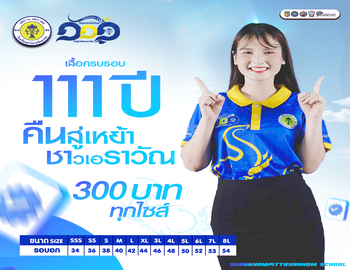 ๑๑๑
เสื้อครบรอบ
111 ปี
คืนสู่เหย้า
ชาวเอราวัณ
300 บาท
ทุกไซส์
ขนาด SIZE SSS SS S M L XL 3L 4L 5L 6L 7L 8L
รอบอก 34 36 38 40 42 44 46 48 50 52 53 54